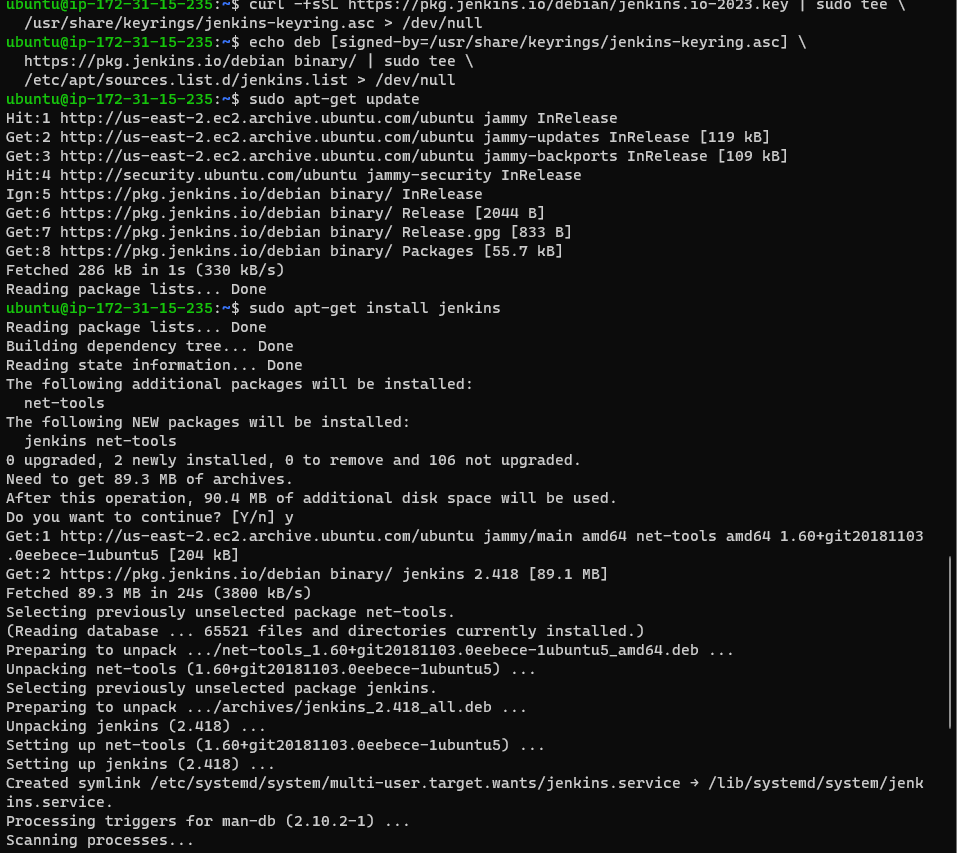 ubuntu@ip-172-31-15-235:~$ curl -fsSL https://pkg.jenkins.io/debian/jenkins.io-2023.key | sudo tee \
  /usr/share/keyrings/jenkins-keyring.asc > /dev/null
ubuntu@ip-172-31-15-235:~$ echo deb [signed-by=/usr/share/keyrings/jenkins-keyring.asc] \
  https://pkg.jenkins.io/debian binary/ | sudo tee \
  /etc/apt/sources.list.d/jenkins.list > /dev/null
ubuntu@ip-172-31-15-235:~$ sudo apt-get update
Hit:1 http://us-east-2.ec2.archive.ubuntu.com/ubuntu jammy InRelease
Get:2 http://us-east-2.ec2.archive.ubuntu.com/ubuntu jammy-updates InRelease [119 kB]
Get:3 http://us-east-2.ec2.archive.ubuntu.com/ubuntu jammy-backports InRelease [109 kB]
Hit:4 http://security.ubuntu.com/ubuntu jammy-security InRelease
Ign:5 https://pkg.jenkins.io/debian binary/ InRelease
Get:6 https://pkg.jenkins.io/debian binary/ Release [2044 B]
Get:7 https://pkg.jenkins.io/debian binary/ Release.gpg [833 B]
Get:8 https://pkg.jenkins.io/debian binary/ Packages [55.7 kB]
Fetched 286 kB in 1s (330 kB/s)
Reading package lists... Done
ubuntu@ip-172-31-15-235:~$ sudo apt-get install jenkins
Reading package lists... Done
Building dependency tree... Done
Reading state information... Done
The following additional packages will be installed:
  net-tools
The following NEW packages will be installed:
  jenkins net-tools
0 upgraded, 2 newly installed, 0 to remove and 106 not upgraded.
Need to get 89.3 MB of archives.
After this operation, 90.4 MB of additional disk space will be used.
Do you want to continue? [Y/n] y
Get:1 http://us-east-2.ec2.archive.ubuntu.com/ubuntu jammy/main amd64 net-tools amd64 1.60+git20181103
.0eebece-1ubuntu5 [204 kB]
Get:2 https://pkg.jenkins.io/debian binary/ jenkins 2.418 [89.1 MB]
Fetched 89.3 MB in 24s (3800 kB/s)
Selecting previously unselected package net-tools.
(Reading database ... 65521 files and directories currently installed.)
Preparing to unpack .../net-tools_1.60+git20181103.0eebece-1ubuntu5_amd64.deb ...
Unpacking net-tools (1.60+git20181103.0eebece-1ubuntu5) ...
Selecting previously unselected package jenkins.
Preparing to unpack .../archives/jenkins_2.418_all.deb ...
Unpacking jenkins (2.418) ...
Setting up net-tools (1.60+git20181103.0eebece-1ubuntu5) ...
Setting up jenkins (2.418) ...
Created symlink /etc/systemd/system/multi-user.target.wants/jenkins.service → /lib/systemd/system/jenk
ins.service.
Processing triggers for man-db (2.10.2-1) ...
Scanning processes...